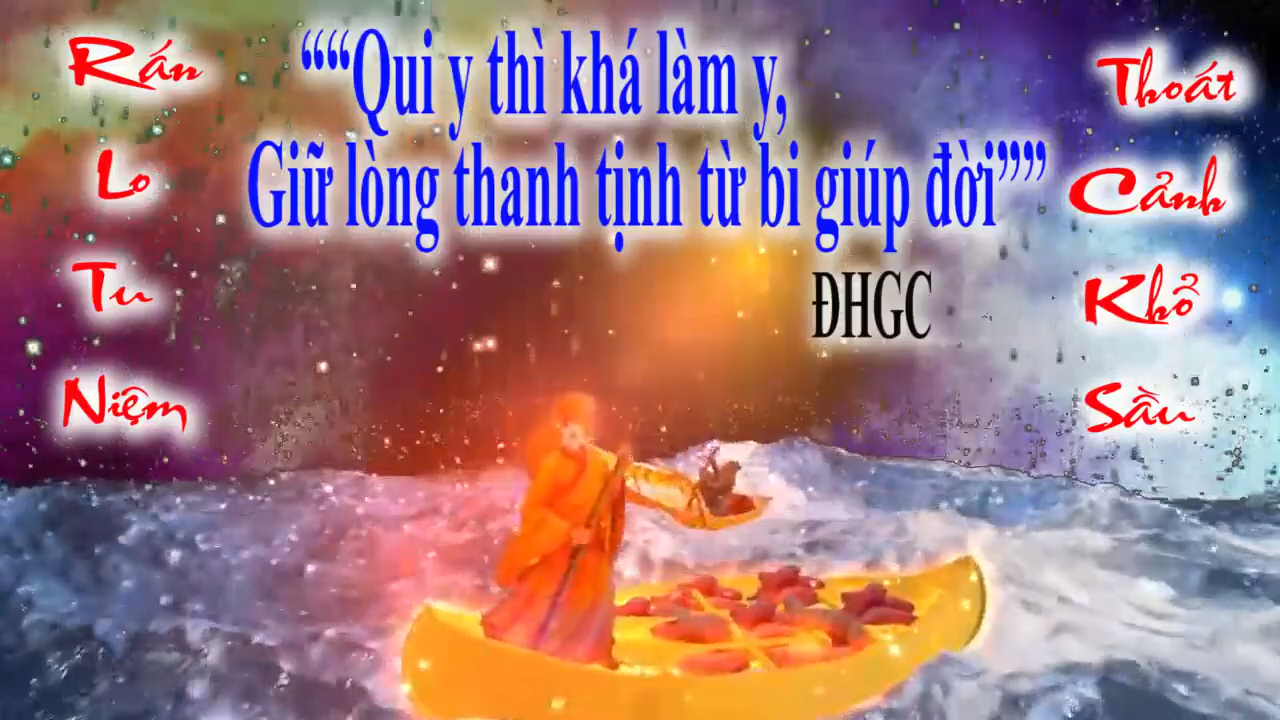 ““Qui y thì khá làm y,
Giữ lòng thanh tịnh từ bi giúp đời””
ĐHGC
Rán
Lo
Tu
Niệm
Thoát
Cảnh
Khổ
Sầu